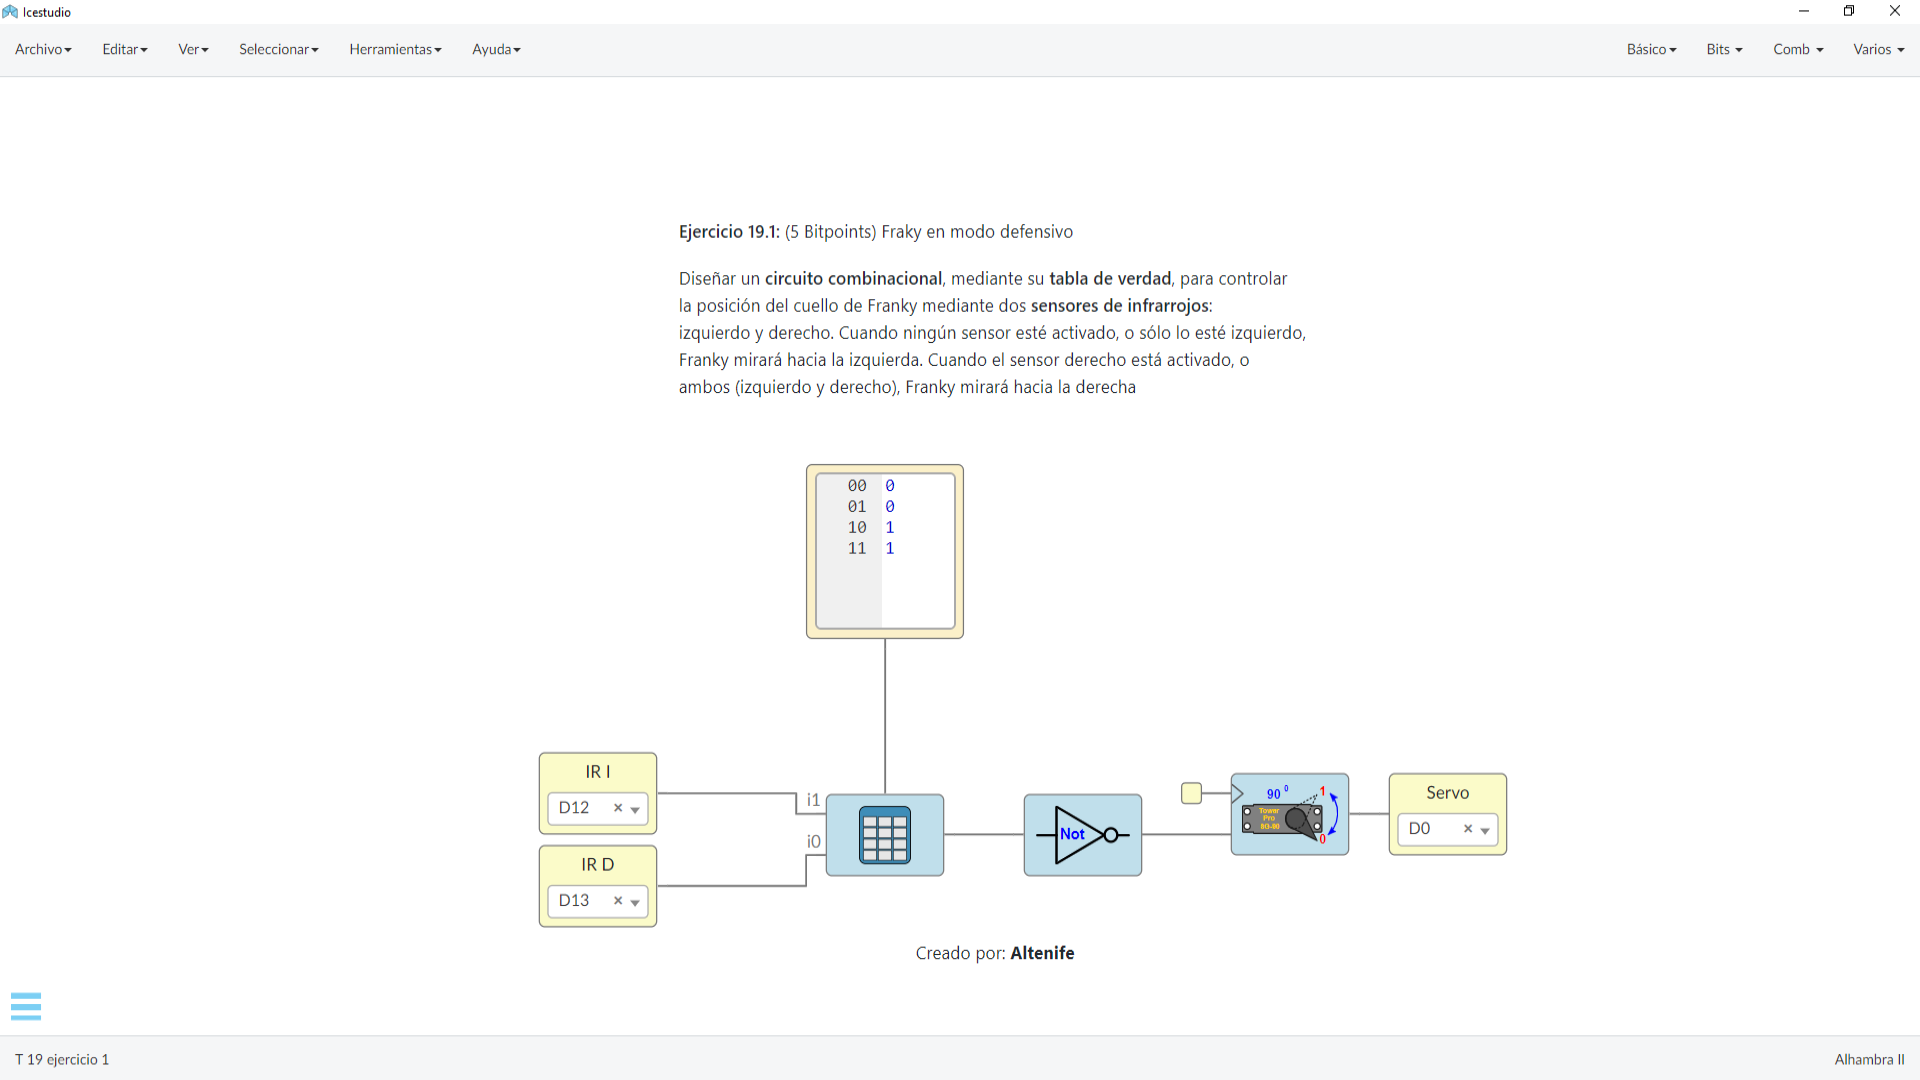 Icestudio
Archivo Editar Ver Seleccionar Herramientas Ayuda Básico Bits Comb Varios
Ejercicio 19.1: (5 Bitpoints) Fraky en modo defensivo
Diseñar un circuito combinacional, mediante su tabla de verdad, para controlar
la posición del cuello de Franky mediante dos sensores de infrarrojos:
izquierdo y derecho. Cuando ningún sensor esté activado, o sólo lo esté izquierdo,
Franky mirará hacia la izquierda. Cuando el sensor derecho está activado, o
ambos (izquierdo y derecho), Franky mirará hacia la derecha
00 0
01 0
10 1
11 1
IR I
D12 ×
i1
i0
IR D
D13 ×
Not
90 º
1
Tower
Pro
SG-90
0
Servo
D0 ×
Creado por: Altenife
T 19 ejercicio 1
Alhambra II